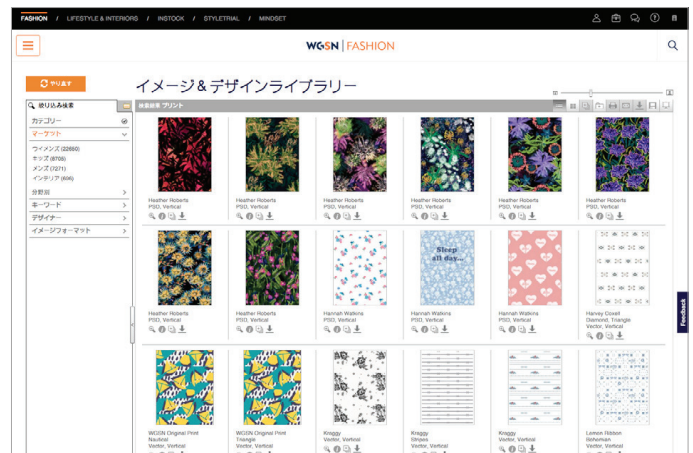 FASHION / LIFESTYLE & INTERIORS / INSTOCK / STYLETRIAL / MINDSET
WGSN | FASHION
やり直す
イメージ＆デザインライブラリー
絞り込み検索
検索結果 プリント
カテゴリー
マーケット
ウィメンズ (22680)
キッズ (8708)
メンズ (7271)
インテリア (606)
分野別
キーワード
デザイナー
イメージフォーマット
Heather Roberts
PSD, Vertical
Heather Roberts
PSD, Vertical
Heather Roberts
PSD, Vertical
Heather Roberts
PSD, Vertical
Heather Roberts
PSD, Vertical
Heather Roberts
PSD, Vertical
Sleep
all day...
Heather Roberts
PSD, Vertical
Heather Roberts
PSD, Vertical
Hannah Watkins
PSD, Vertical
Hannah Watkins
PSD, Vertical
Hannah Watkins
PSD, Vertical
Harvey Coxell
Diamond, Triangle
Vector, Vertical
Feedback
WGSN Original Print
Nautical
Vector, Vertical
WGSN Original Print
Triangle
Vector, Vertical
Kraggy
Vector, Vertical
Kraggy
Stripes
Vector, Vertical
Kraggy
Vector, Vertical
Lemon Ribbon
Bohemian
Vector, Vertical